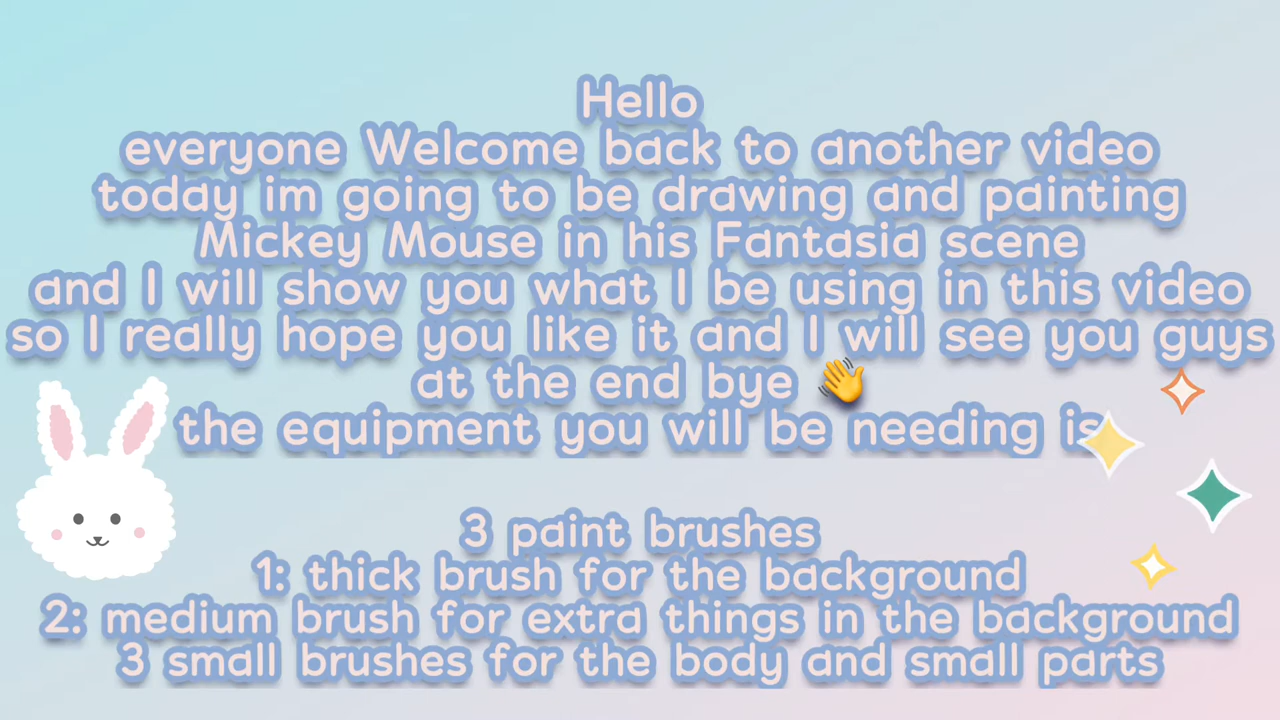 Hello
everyone Welcome back to another video
today im going to be drawing and painting
Mickey Mouse in his Fantasia scene
and I will show you what I be using in this video
so I really hope you like it and I will see you guys
at the end bye 👋
the equipment you will be needing is
3 paint brushes
1: thick brush for the background
2: medium brush for extra things in the background
3 small brushes for the body and small parts